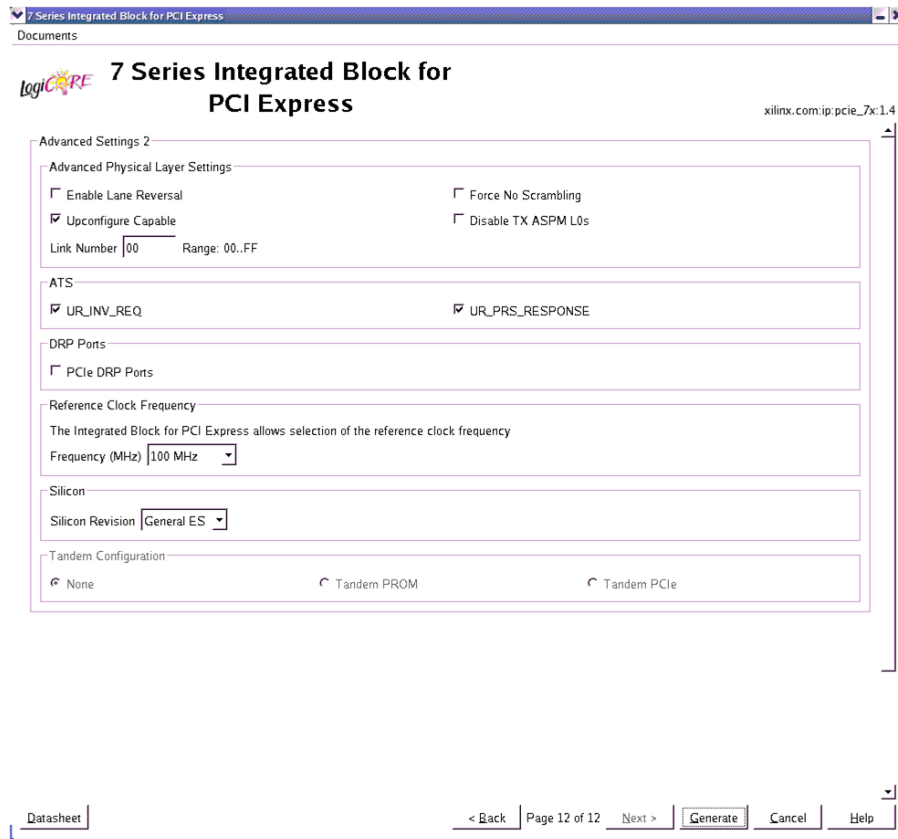 7 Series Integrated Block for PCI Express
Documents
LogiCORE
7 Series Integrated Block for
PCI Express
xilinx.com:ip:pcie_7x:1.4
Advanced Settings 2
Advanced Physical Layer Settings
Enable Lane Reversal Force No Scrambling
Upconfigure Capable Disable TX ASPM L0s
Link Number 00 Range: 00..FF
ATS
UR_INV_REQ UR_PRS_RESPONSE
DRP Ports
PCIe DRP Ports
Reference Clock Frequency
The Integrated Block for PCI Express allows selection of the reference clock frequency
Frequency (MHz) 100 MHz
Silicon
Silicon Revision General ES
Tandem Configuration
None Tandem PROM Tandem PCIe
Datasheet < Back Page 12 of 12 Next > Generate Cancel Help